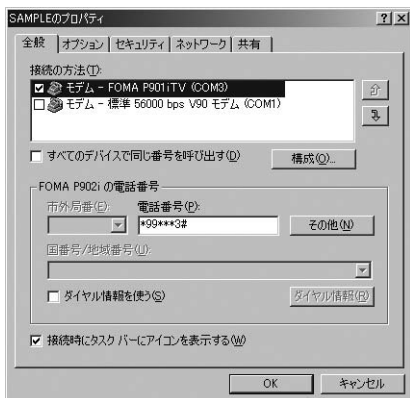 SAMPLEのプロパティ
全般 オプション セキュリティ ネットワーク 共有
接続の方法(T):
モデム - FOMA P901iTV (COM3)
モデム - 標準 56000 bps V90 モデム (COM1)
すべてのデバイスで同じ番号を呼び出す(D) 構成(O)...
FOMA P902i の電話番号
市外局番(E): 電話番号(P):
*99***3# その他(N)
国番号/地域番号(U):
ダイヤル情報を使う(S) ダイヤル情報(R)
接続時にタスク バーにアイコンを表示する(W)
OK キャンセル